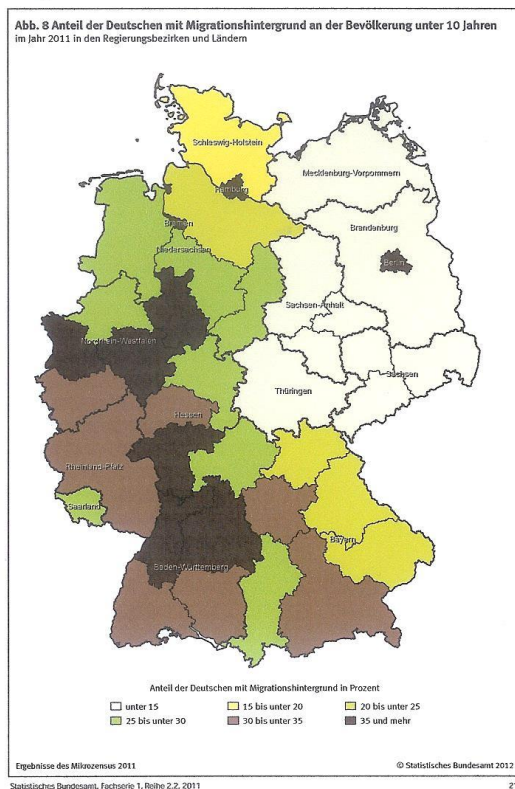 Abb. 8 Anteil der Deutschen mit Migrationshintergrund an der Bevölkerung unter 10 Jahren
im Jahr 2011 in den Regierungsbezirken und Ländern
Schleswig-Holstein
Mecklenburg-Vorpommern
Hamburg
Bremen
Brandenburg
Niedersachsen
Berlin
Sachsen-Anhalt
Nordrhein-Westfalen
Sachsen
Thüringen
Hessen
Rheinland-Pfalz
Saarland
Bayern
Baden-Württemberg
Anteil der Deutschen mit Migrationshintergrund in Prozent
unter 15 15 bis unter 20 20 bis unter 25
25 bis unter 30 30 bis unter 35 35 und mehr
Ergebnisse des Mikrozensus 2011 © Statistisches Bundesamt 2012
Statistisches Bundesamt, Fachserie 1, Reihe 2.2, 2011